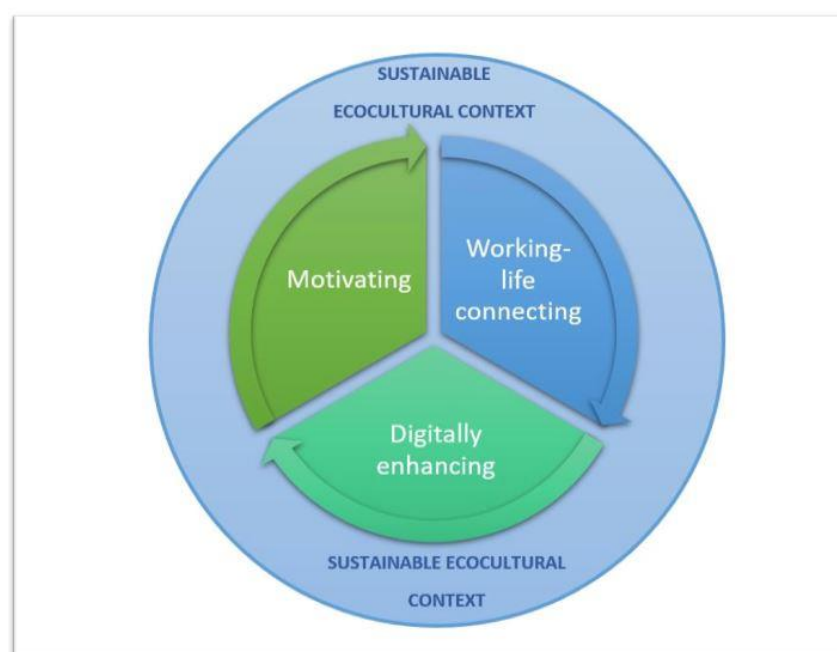 SUSTAINABLE
ECOCULTURAL CONTEXT
Motivating
Working-
life
connecting
Digitally
enhancing
SUSTAINABLE ECOCULTURAL
CONTEXT